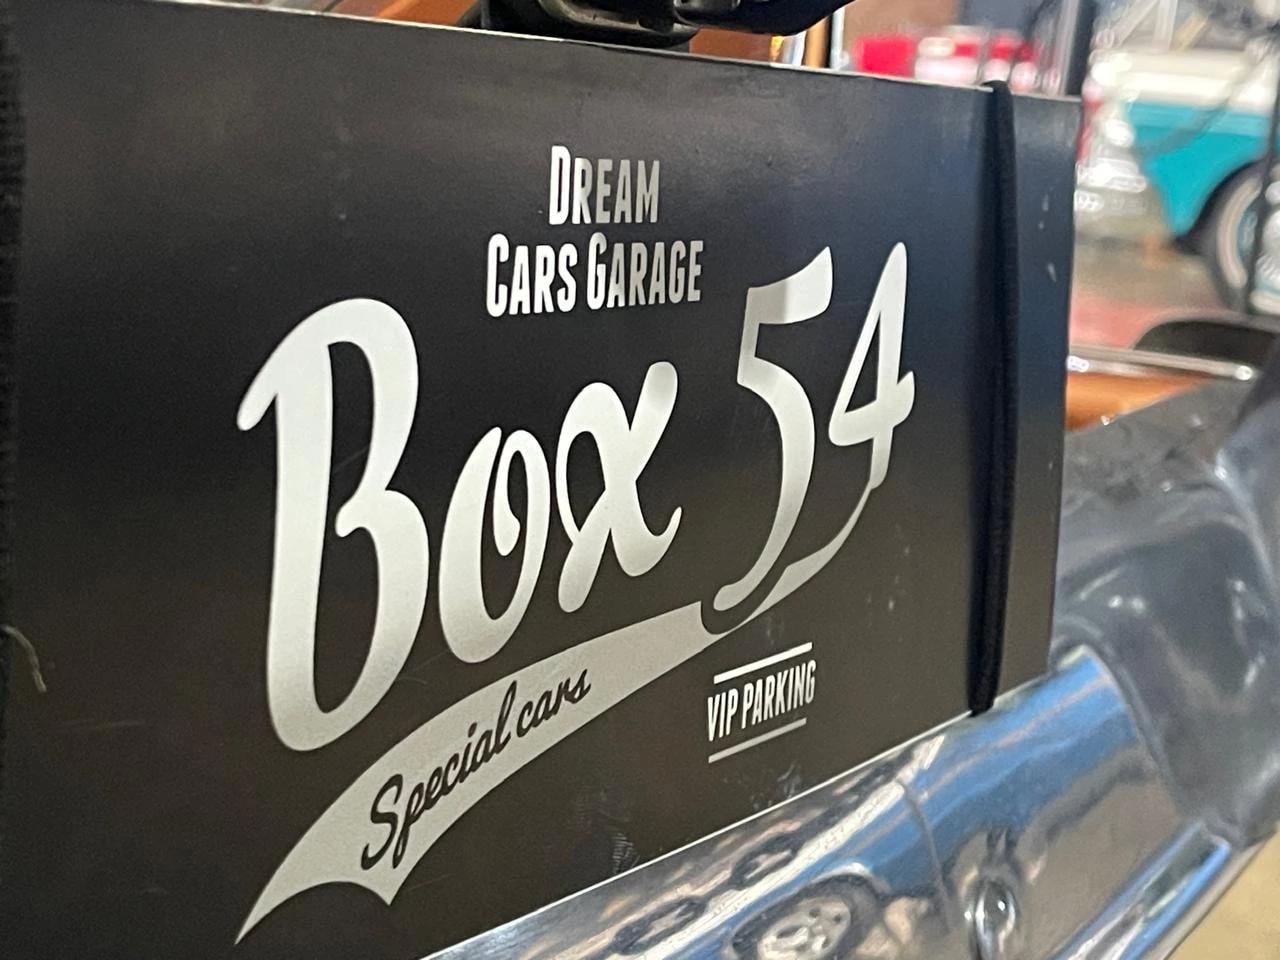 DREAM
CARS GARAGE
Box 54
Special cars
VIP PARKING